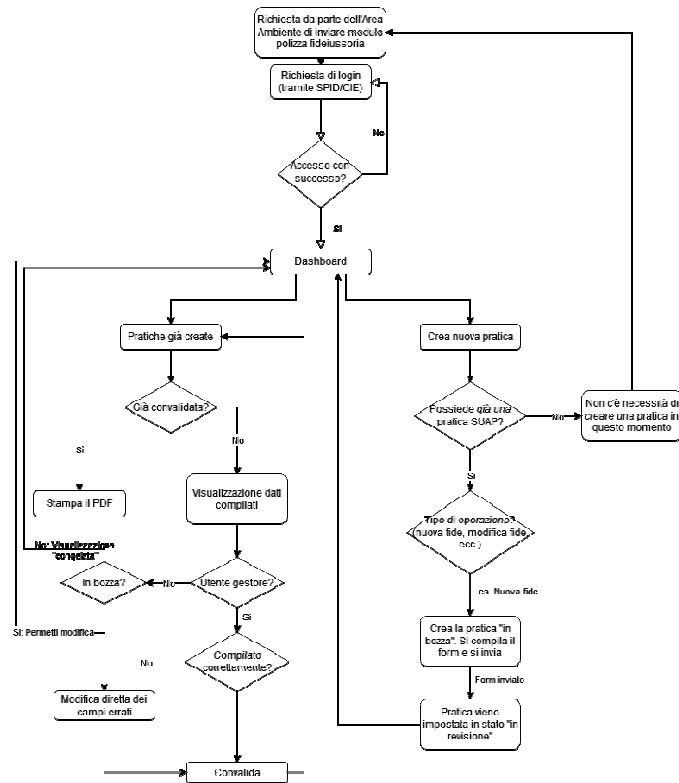 Richiesta da parte dell'Area
Ambiente di inviare module
polizza fideiussoria
Richiesta di login
(tramite SPID/CIE)
No
Accesso con
successo?
Sì
Dashboard
Pratiche già create
Crea nuova pratica
Già convalidata?
Possiede già una
pratica SUAP?
No
Non c'è necessità di
creare una pratica in
questo momento
No
Sì
Sì
Stampa il PDF
Visualizzazione dati
compilati
Tipo di operazione?
(nuova fide, modifica fide,
ecc.)
No: Visualizzazione
"congelata"
In bozza?
No
Utente gestore?
es. Nuova fide
Sì
Crea la pratica "in
bozza". Si compila il
form e si invia
Sì: Permetti modifica
Compilato
correttamente?
No
Form inviato
Modifica diretta dei
campi errati
Pratica viene
impostata in stato "in
revisione"
Convalida